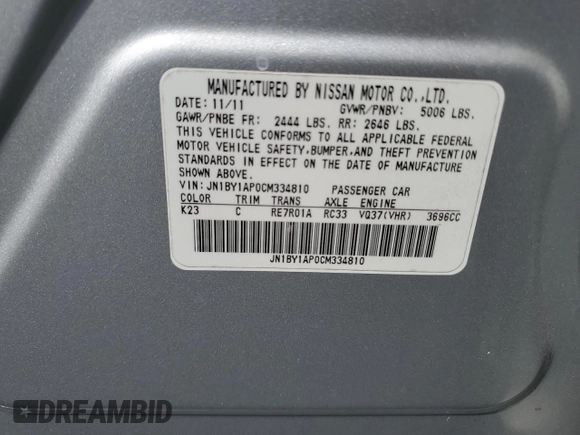 MANUFACTURED BY NISSAN MOTOR CO.,LTD.
DATE: 11/11 GVWR/PNBV: 5006 LBS.
GAWR/PNBE FR: 2444 LBS. RR: 2646 LBS.
THIS VEHICLE CONFORMS TO ALL APPLICABLE FEDERAL
MOTOR VEHICLE SAFETY,BUMPER,AND THEFT PREVENTION
STANDARDS IN EFFECT ON THE DATE OF MANUFACTURE
SHOWN ABOVE.
VIN:JN1BY1AP0CM334810 PASSENGER CAR
COLOR TRIM TRANS AXLE ENGINE
K23 C RE7R01A RC33 VQ37(VHR) 3696CC
JN1BY1AP0CM334810
DREAMBID